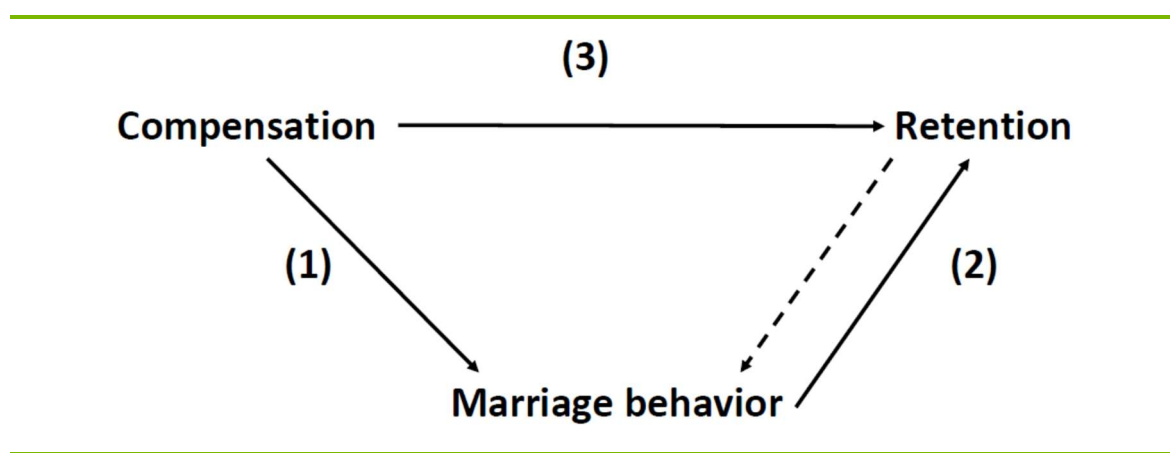 (3)
Compensation Retention
(1) (2)
Marriage behavior